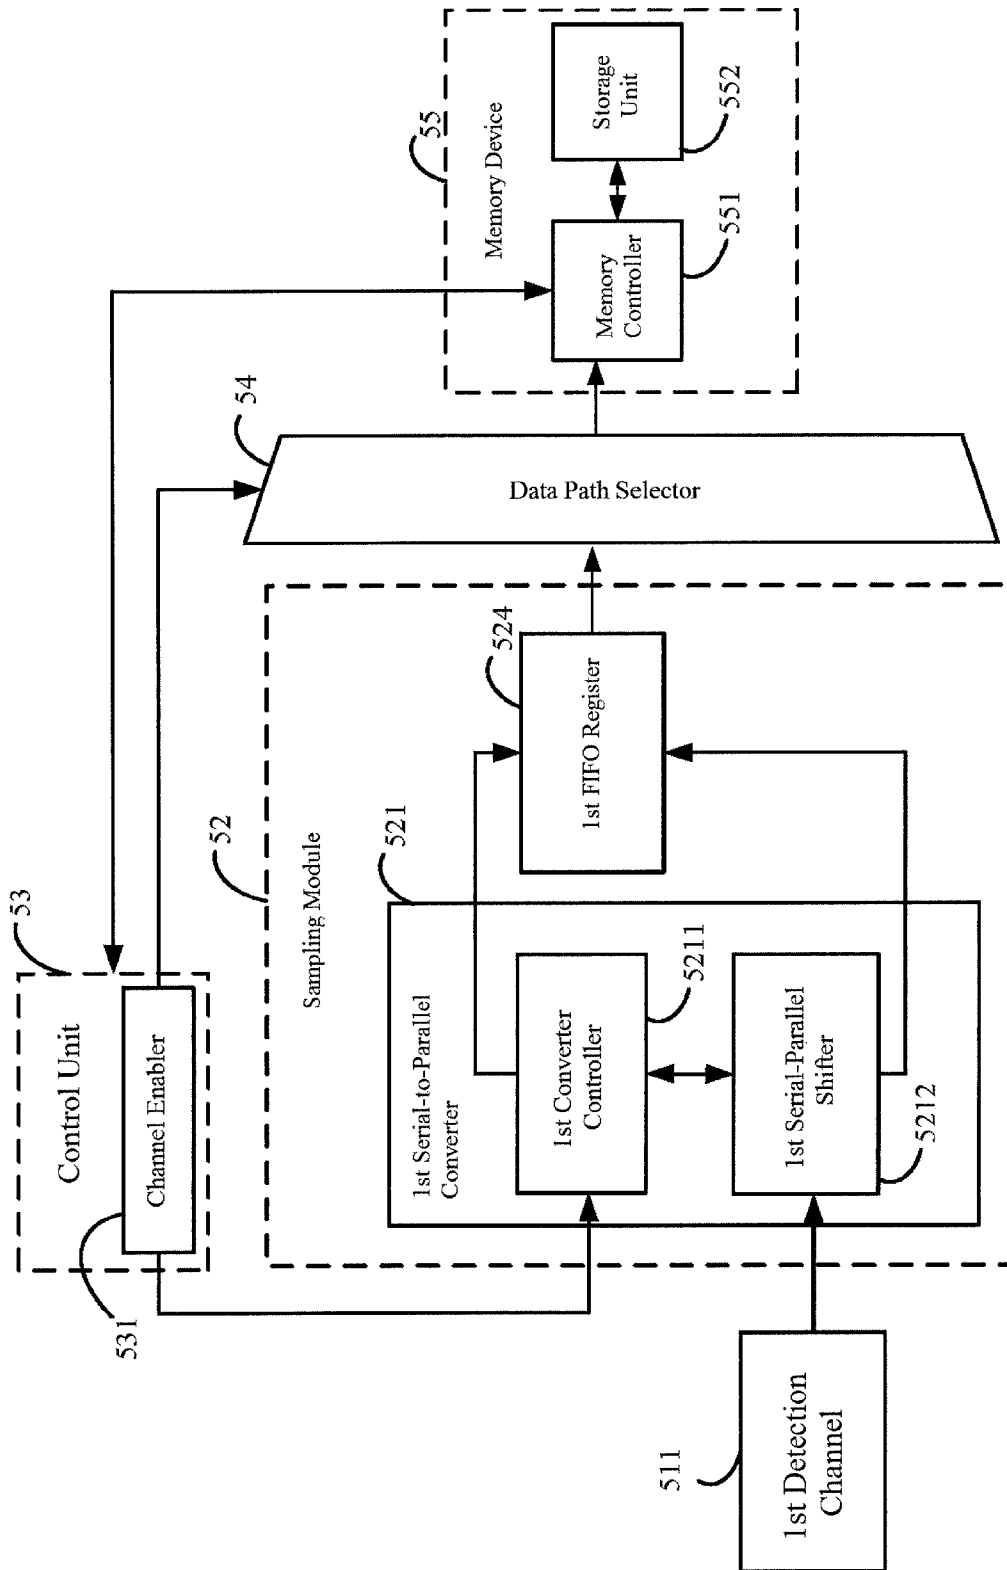 53
Control Unit
Channel Enabler
531
52
Sampling Module
521
1st Serial-to-Parallel
Converter
1st Converter
Controller
5211
1st Serial-Parallel
Shifter
5212
524
1st FIFO Register
511
1st Detection
Channel
54
Data Path Selector
55
Memory Device
Memory
Controller
551
Storage
Unit
552